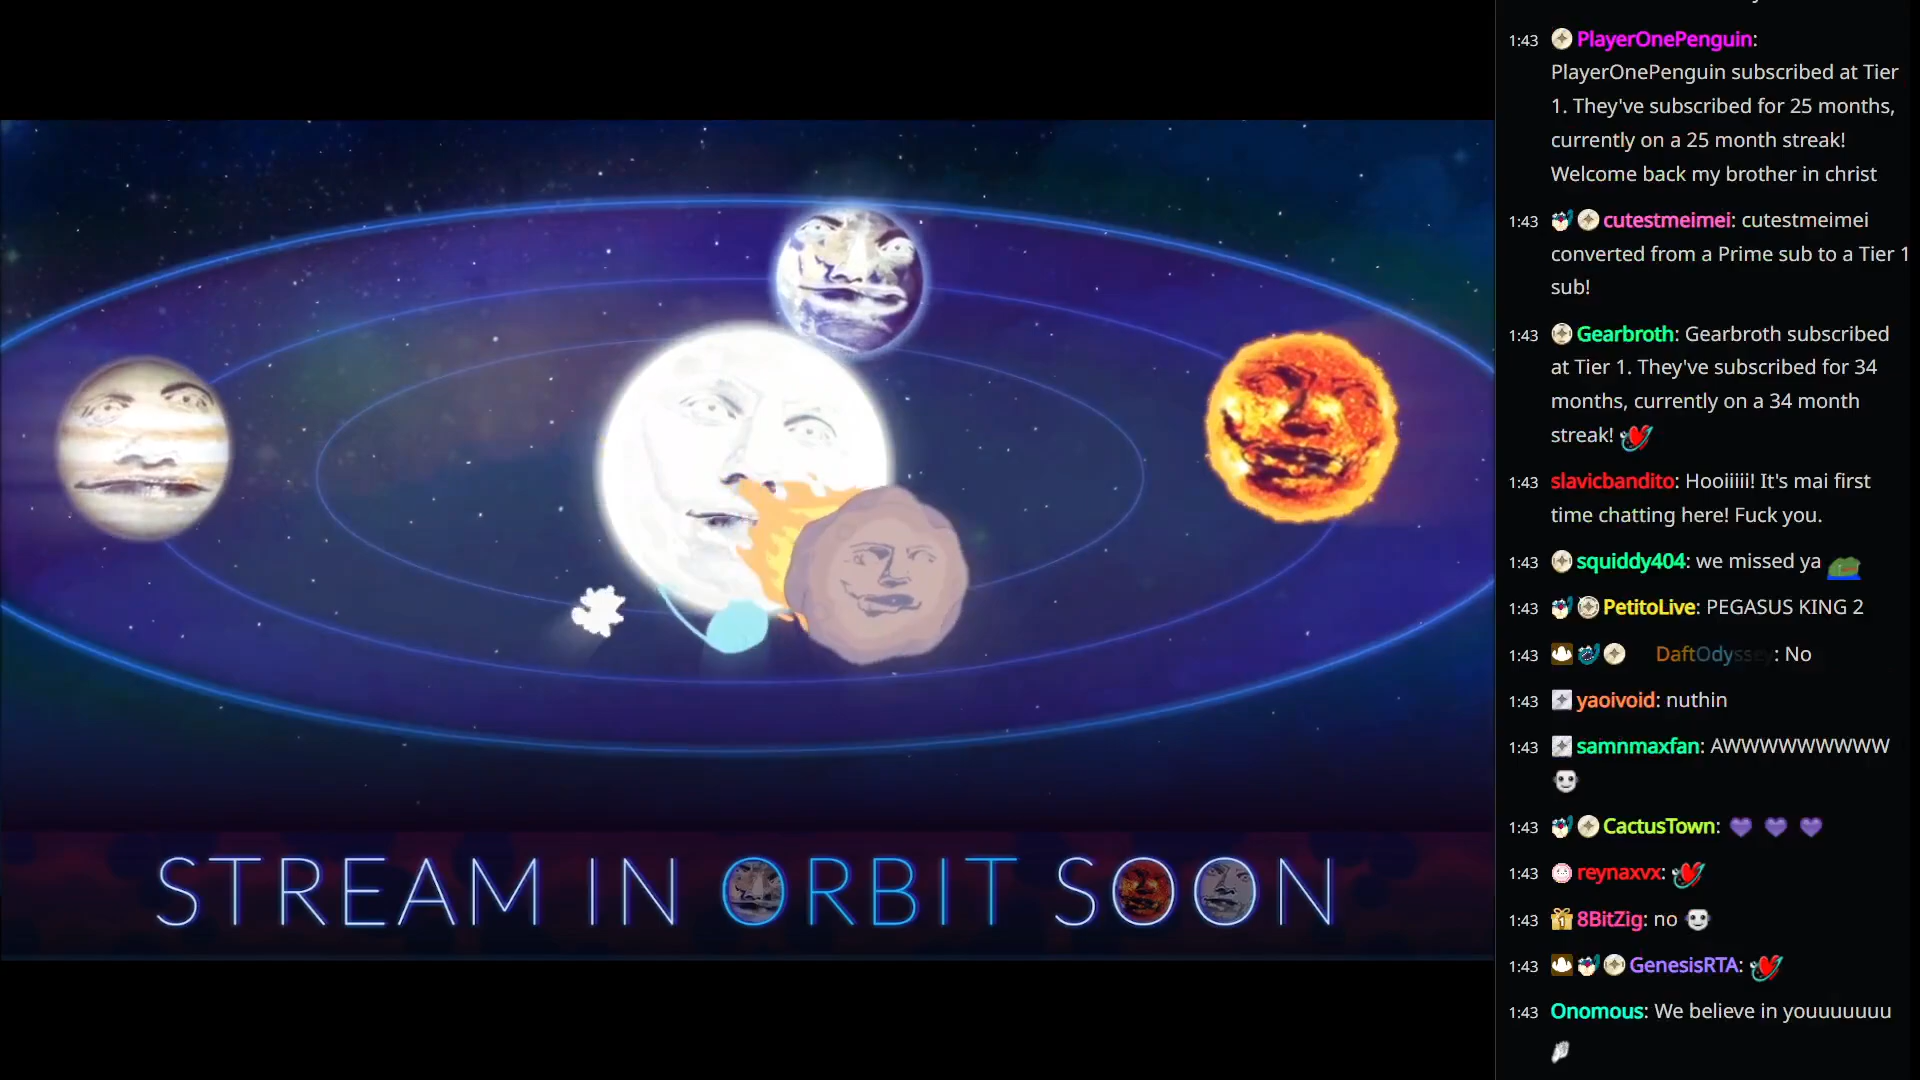 STREAM IN ORBIT SOON
1:43 PlayerOnePenguin:
PlayerOnePenguin subscribed at Tier
1. They've subscribed for 25 months,
currently on a 25 month streak!
Welcome back my brother in christ
1:43 cutestmeimei: cutestmeimei
converted from a Prime sub to a Tier 1
sub!
1:43 Gearbroth: Gearbroth subscribed
at Tier 1. They've subscribed for 34
months, currently on a 34 month
streak!
1:43 slavicbandito: Hooiiiii! It's mai first
time chatting here! Fuck you.
1:43 squiddy404: we missed ya
1:43 PetitoLive: PEGASUS KING 2
1:43 DaftOdyssey: No
1:43 yaoivoid: nuthin
1:43 samnmaxfan: AWWWWWWWWW
1:43 CactusTown:
1:43 reynaxvx:
1:43 8BitZig: no
1:43 GenesisRTA:
1:43 Onomous: We believe in youuuuuuu